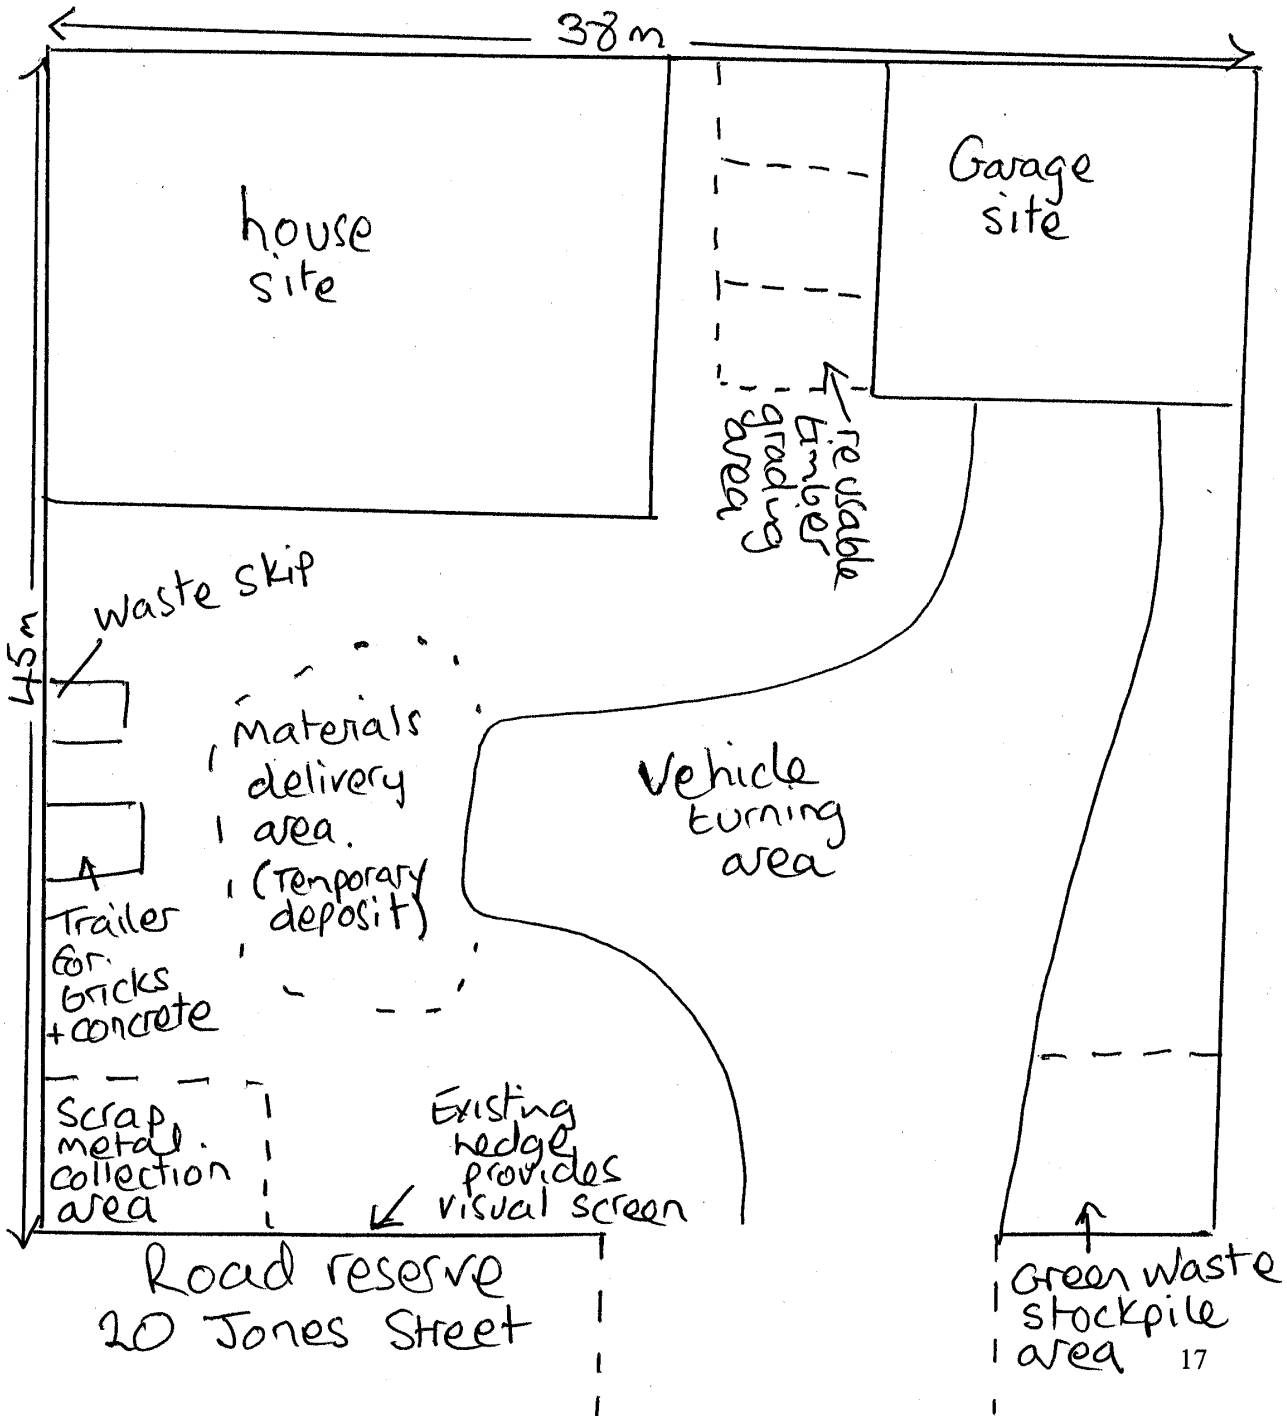 38m
house
site
Garage
site
reusable
timber
grading
area
waste skip
45m
Materials
delivery
area.
(Temporary
deposit)
Vehicle
turning
area
Trailer
for
bricks
+concrete
Scrap
metal
collection
area
Existing
hedge
provides
visual screen
Road reserve
20 Jones Street
Green waste
stockpile
area
17